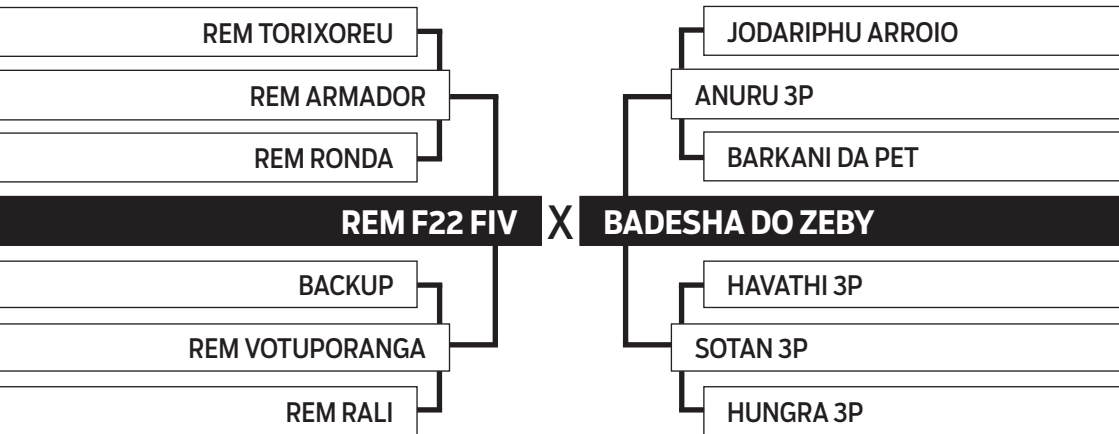 REM TORIXOREU
REM ARMADOR
REM RONDA
REM F22 FIV X BADESHA DO ZEBY
BACKUP
REM VOTUPORANGA
REM RALI
JODARIPHU ARROIO
ANURU 3P
BARKANI DA PET
HAVATHI 3P
SOTAN 3P
HUNGRA 3P